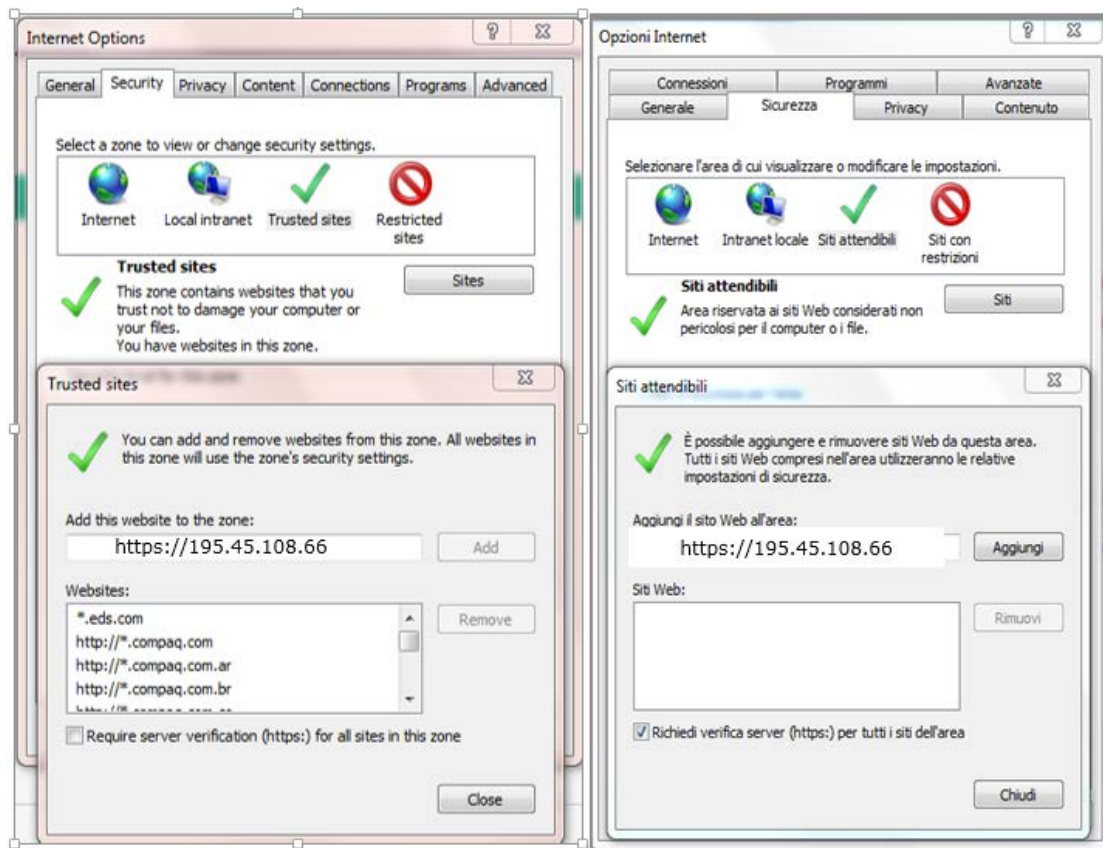 Internet Options
General Security Privacy Content Connections Programs Advanced
Select a zone to view or change security settings.
Internet Local intranet Trusted sites Restricted sites
Trusted sites
Sites
This zone contains websites that you
trust not to damage your computer or
your files.
You have websites in this zone.
Trusted sites
You can add and remove websites from this zone. All websites in
this zone will use the zone's security settings.
Add this website to the zone:
https://195.45.108.66 Add
Websites:
*.eds.com Remove
http://*.compaq.com
http://*.compaq.com.ar
http://*.compaq.com.br
Require server verification (https:) for all sites in this zone
Close
Opzioni Internet
Connessioni Programmi Avanzate
Generale Sicurezza Privacy Contenuto
Selezionare l'area di cui visualizzare o modificare le impostazioni.
Internet Intranet locale Siti attendibili Siti con restrizioni
Siti attendibili
Siti
Area riservata ai siti Web considerati non
pericolosi per il computer o i file.
Siti attendibili
È possibile aggiungere e rimuovere siti Web da questa area.
Tutti i siti Web compresi nell'area utilizzeranno le relative
impostazioni di sicurezza.
Aggiungi il sito Web all'area:
https://195.45.108.66 Aggiungi
Siti Web:
Rimuovi
Richiedi verifica server (https:) per tutti i siti dell'area
Chiudi